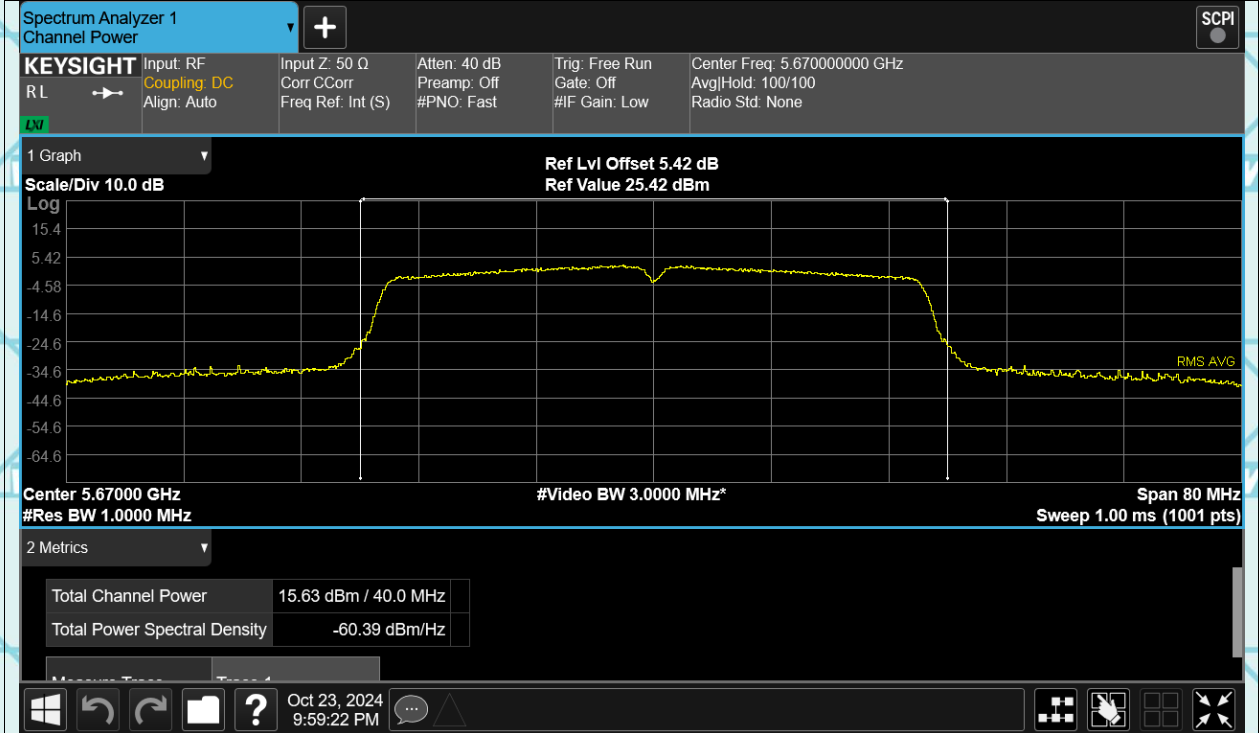 Spectrum Analyzer 1
Channel Power
SCPI
KEYSIGHT
R L
LXI
Input: RF
Coupling: DC
Align: Auto
Input Z: 50 Ω
Corr CCorr
Freq Ref: Int (S)
Atten: 40 dB
Preamp: Off
#PNO: Fast
Trig: Free Run
Gate: Off
#IF Gain: Low
Center Freq: 5.670000000 GHz
Avg|Hold: 100/100
Radio Std: None
1 Graph
Scale/Div 10.0 dB
Ref Lvl Offset 5.42 dB
Ref Value 25.42 dBm
Log
15.4
5.42
-4.58
-14.6
-24.6
-34.6
-44.6
-54.6
-64.6
RMS AVG
Center 5.67000 GHz
#Video BW 3.0000 MHz*
Span 80 MHz
#Res BW 1.0000 MHz
Sweep 1.00 ms (1001 pts)
2 Metrics
Total Channel Power 15.63 dBm / 40.0 MHz
Total Power Spectral Density -60.39 dBm/Hz
Measure Trace Trace 1
?
Oct 23, 2024
9:59:22 PM